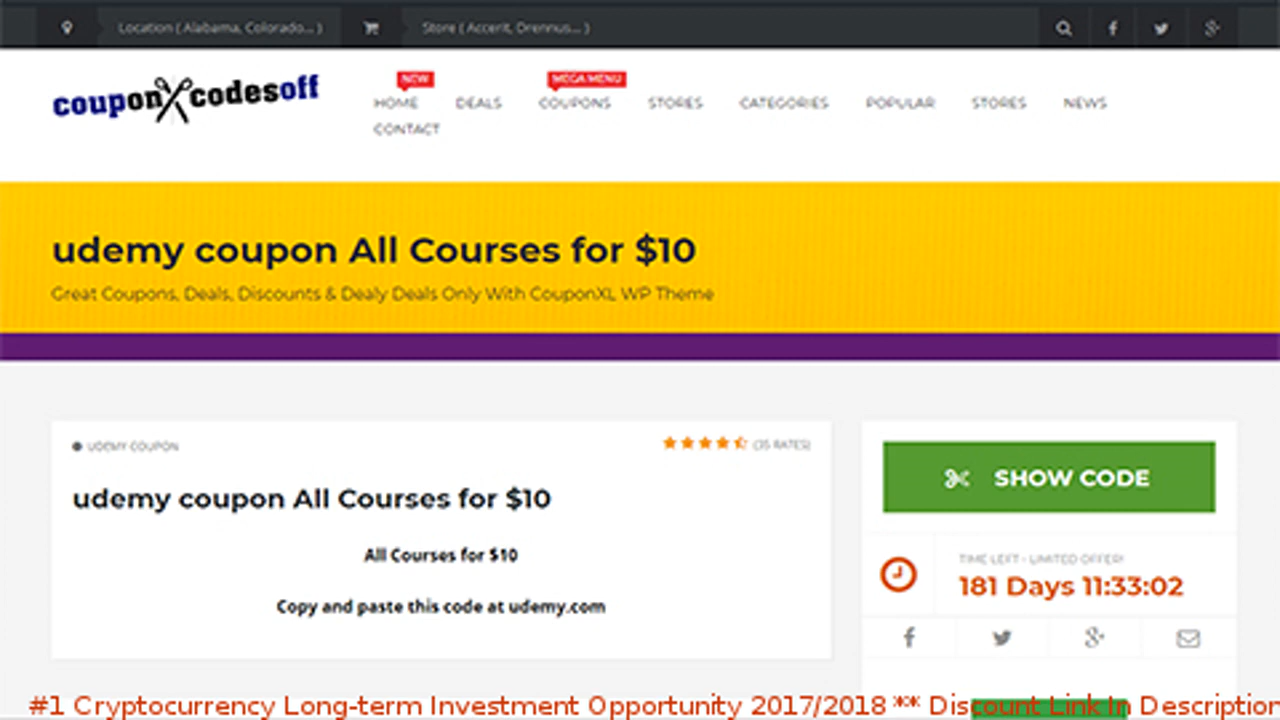 Location ( Alabama, Colorado... )
Store ( Accerit, Drennus... )
couponXcodesoff
NEW
MEGA MENU
HOME DEALS COUPONS STORES CATEGORIES POPULAR STORES NEWS
CONTACT
udemy coupon All Courses for $10
Great Coupons, Deals, Discounts & Dealy Deals Only With CouponXL WP Theme
UDEMY COUPON
(35 RATES)
udemy coupon All Courses for $10
All Courses for $10
Copy and paste this code at udemy.com
SHOW CODE
TIME LEFT - LIMITED OFFER!
181 Days 11:33:02
#1 Cryptocurrency Long-term Investment Opportunity 2017/2018 ** Discount Link In Description